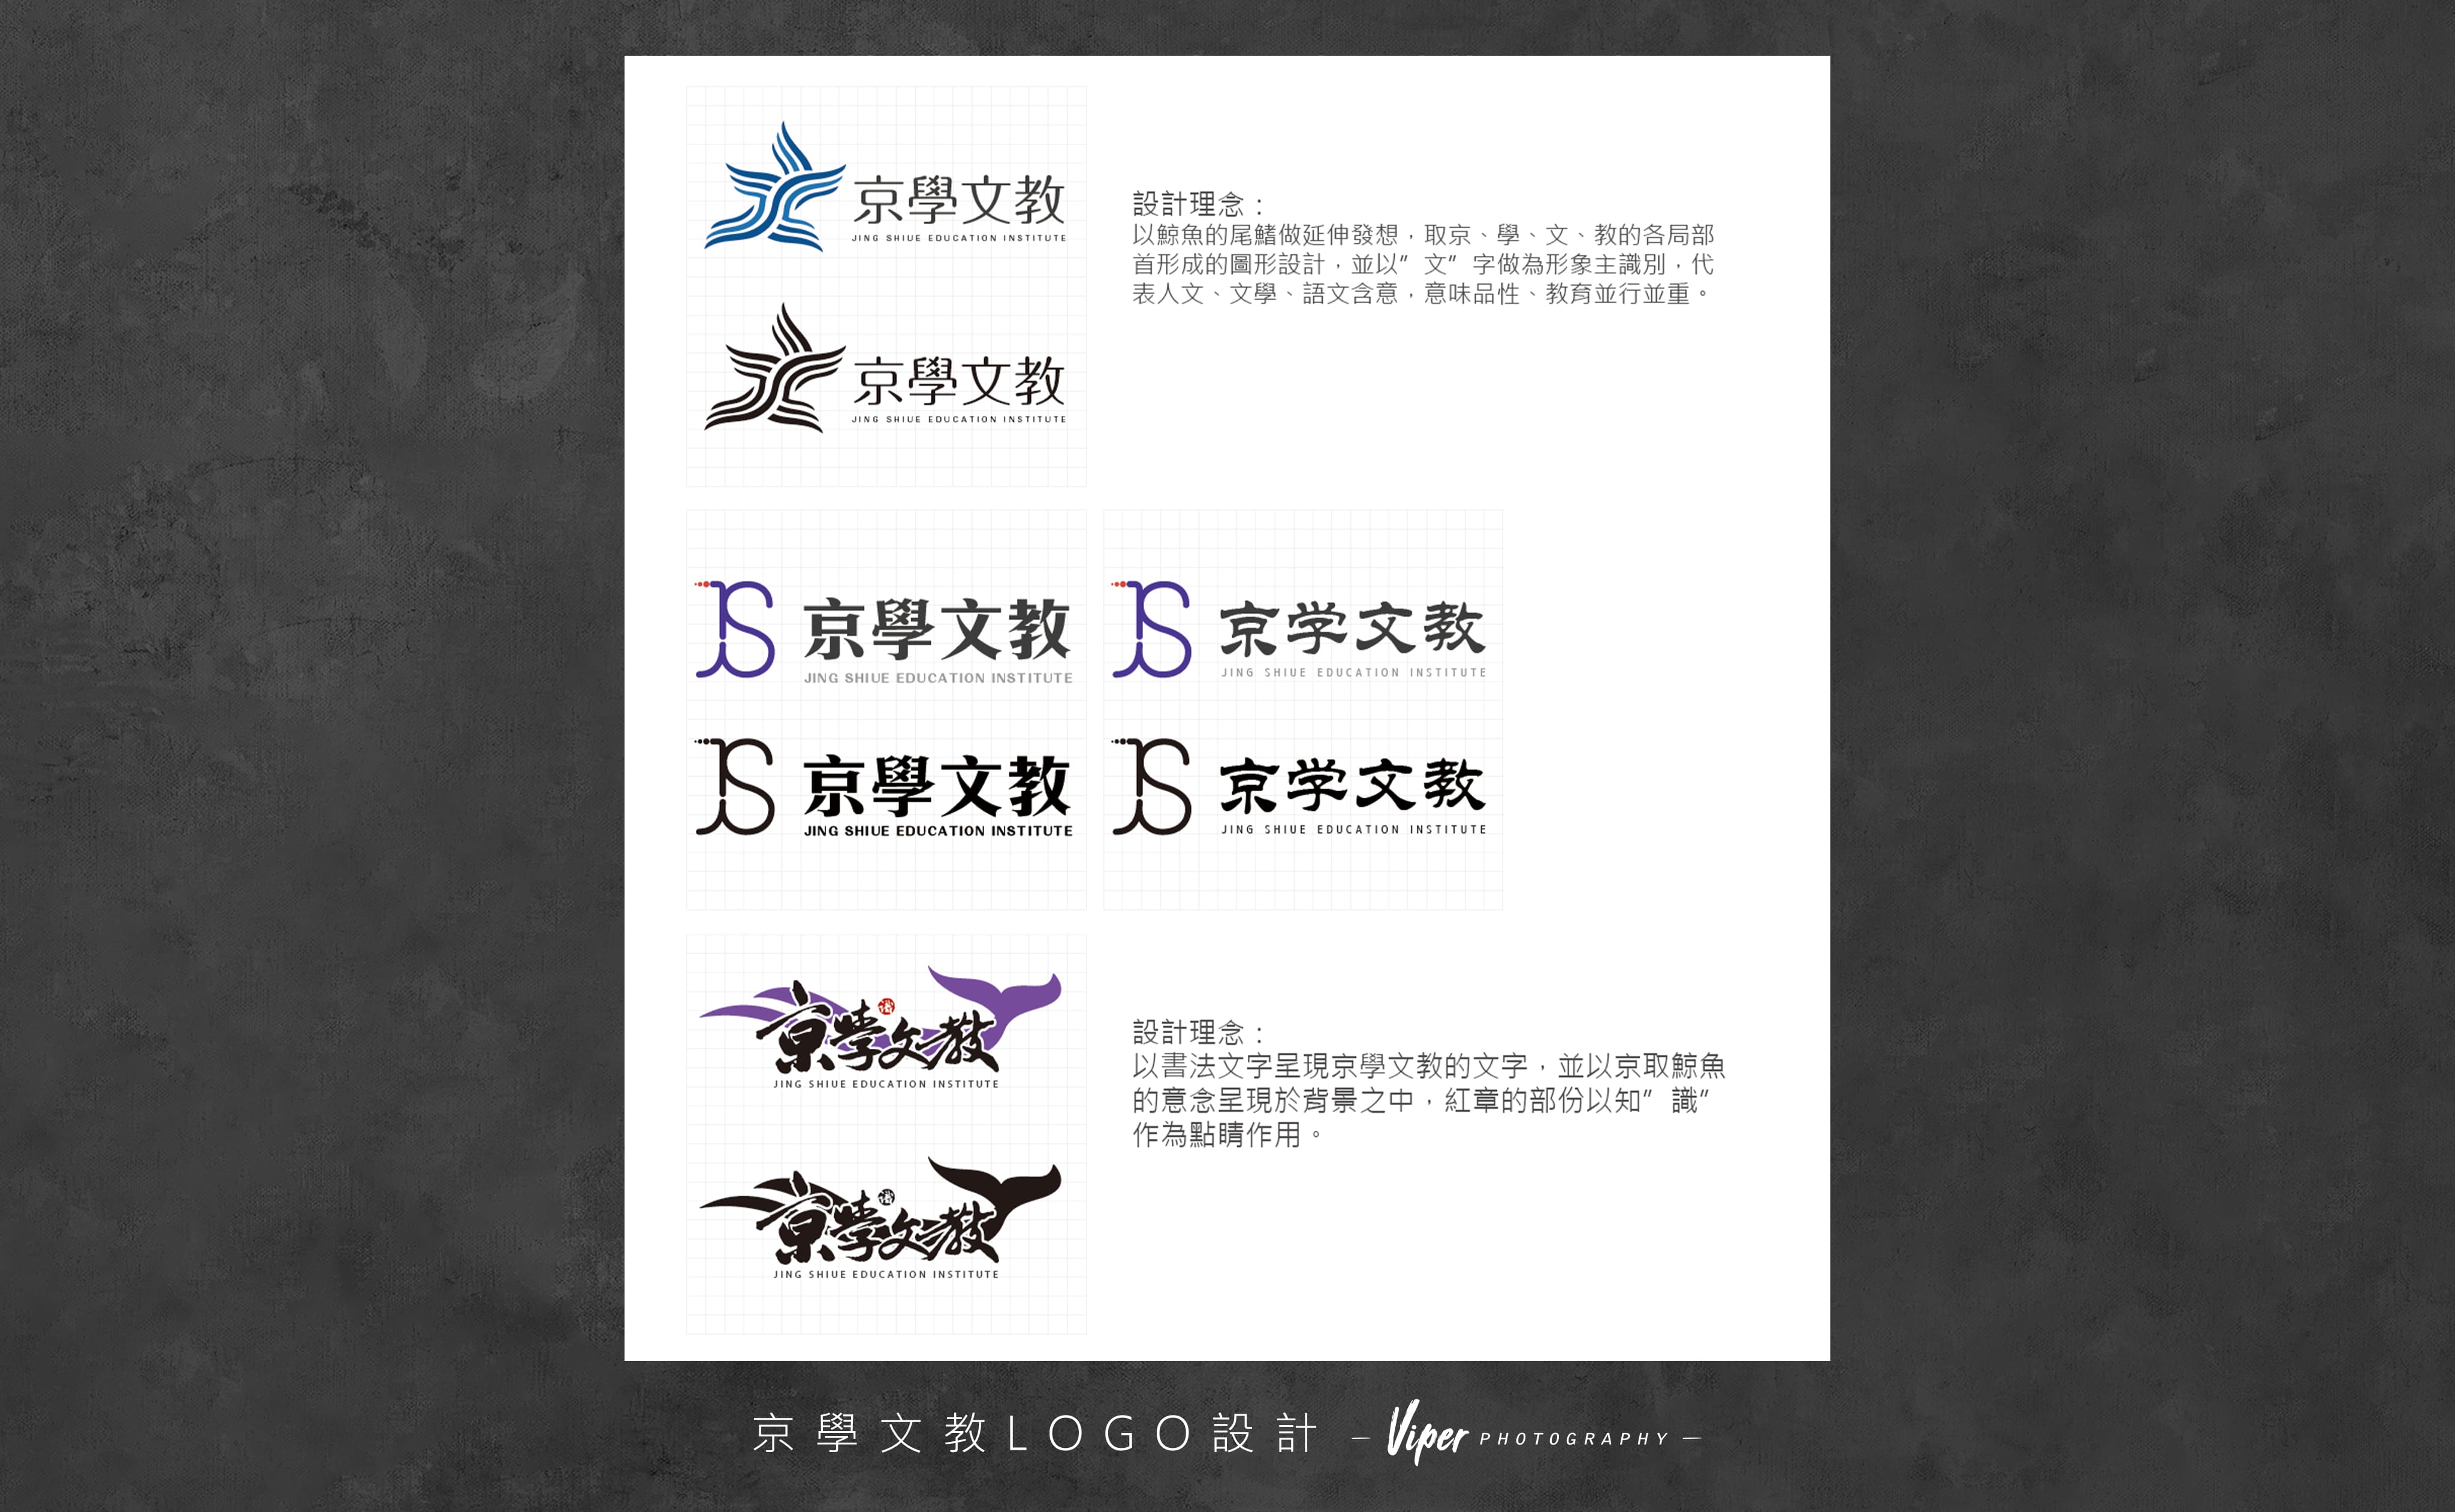 京學文教
JING SHIUE EDUCATION INSTITUTE
設計理念：
以鯨魚的尾鰭做延伸發想，取京、學、文、教的各局部
首形成的圖形設計，並以”文”字做為形象主識別，代
表人文、文學、語文含意，意味品性、教育並行並重。
京學文教
JING SHIUE EDUCATION INSTITUTE
京學文教
JING SHIUE EDUCATION INSTITUTE
京学文教
JING SHIUE EDUCATION INSTITUTE
京學文教
JING SHIUE EDUCATION INSTITUTE
京学文教
JING SHIUE EDUCATION INSTITUTE
識
京學文教
JING SHIUE EDUCATION INSTITUTE
設計理念：
以書法文字呈現京學文教的文字，並以京取鯨魚
的意念呈現於背景之中，紅章的部份以知”識”
作為點睛作用。
識
京學文教
JING SHIUE EDUCATION INSTITUTE
京學文教LOGO設計 – Viper PHOTOGRAPHY –